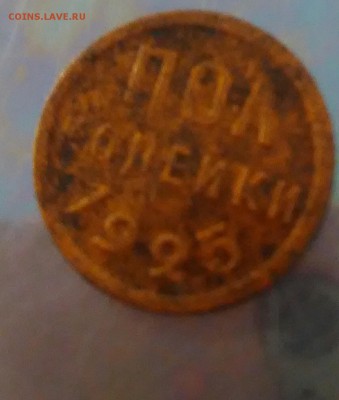 COINS.LAVE.RU
ПОЛ
КОПЕЙКИ
1925